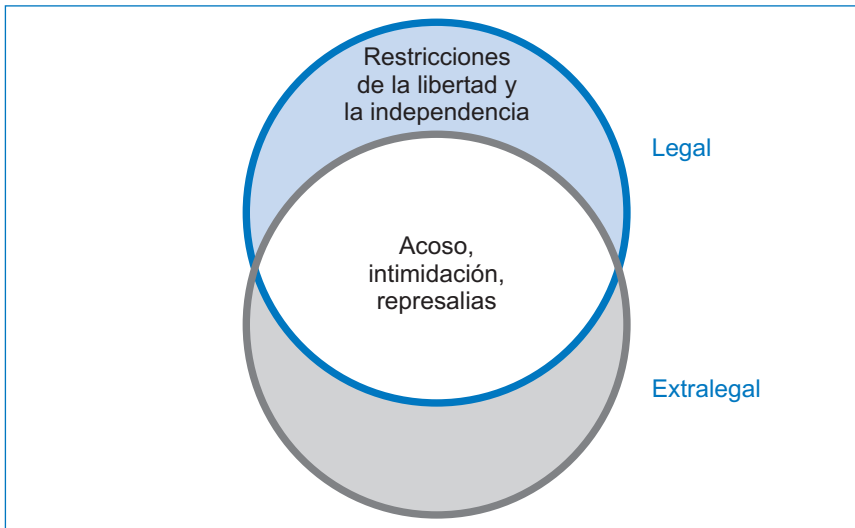 Restricciones
de la libertad y
la independencia
Legal
Acoso,
intimidación,
represalias
Extralegal